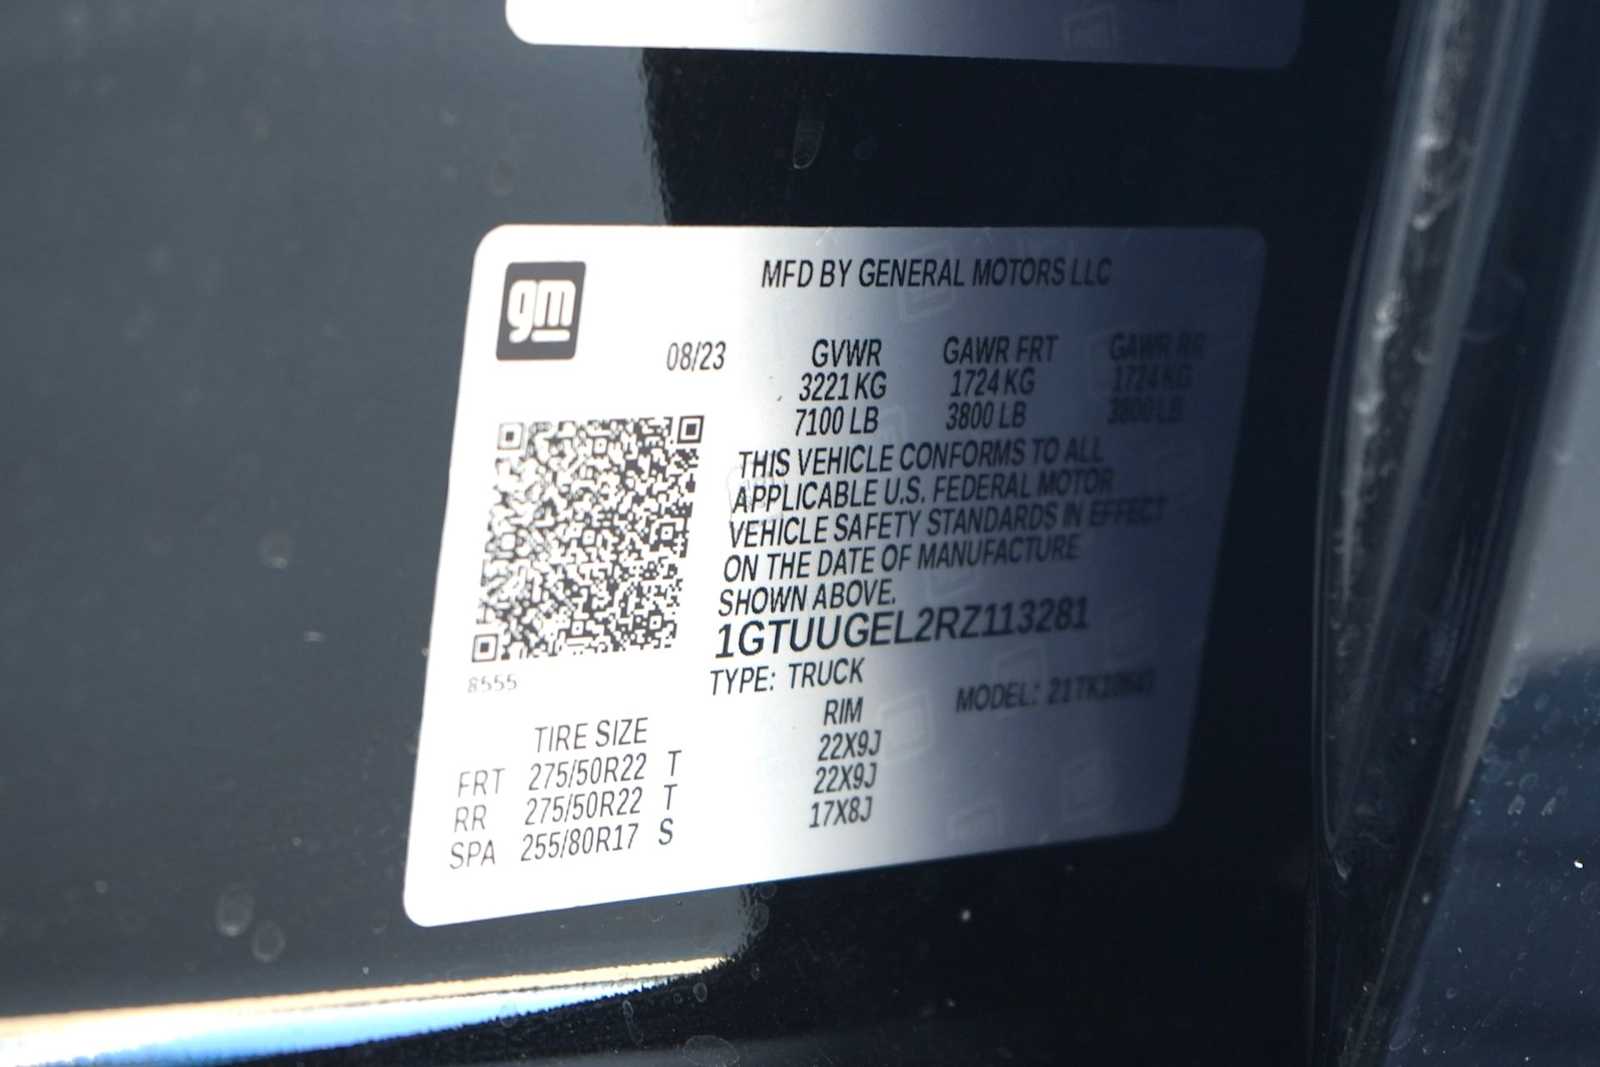 gm
MFD BY GENERAL MOTORS LLC
08/23 GVWR GAWR FRT GAWR RR
3221 KG 1724 KG 1724 KG
7100 LB 3800 LB 3800 LB
THIS VEHICLE CONFORMS TO ALL
APPLICABLE U.S. FEDERAL MOTOR
VEHICLE SAFETY STANDARDS IN EFFECT
ON THE DATE OF MANUFACTURE
SHOWN ABOVE.
1GTUUGEL2RZ113281
8555
TYPE: TRUCK
MODEL:
TIRE SIZE RIM
FRT 275/50R22 T 22X9J
RR 275/50R22 T 22X9J
SPA 255/80R17 S 17X8J